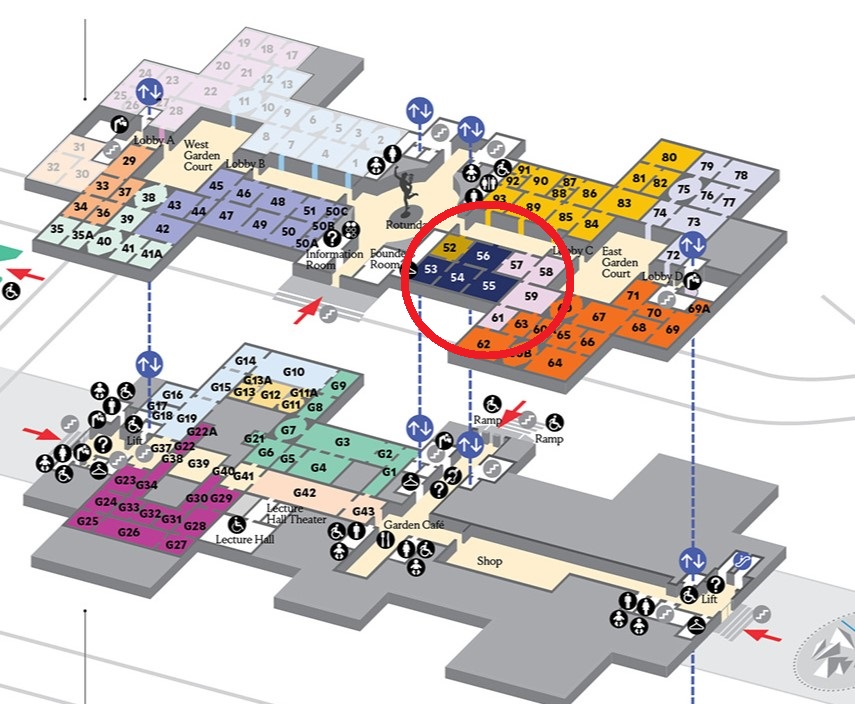 19 18 17
24 23 20 21 12 13
25 26 27 28 22 11 10 9 6 5 3 2
8 7 4 1
31 32 30
Lobby A
West
Garden
Court
Lobby B
29
33 37
34 36
38
39
35 35A 40 41 41A
45 46 48 51 50C
43 44 47 49 50 50B
42 50A
Rotunda
Information
Room
Founders
Room
91
92 90 87
93 88 86
89 85 84
83
81 82
80
79 78
75 76 77
74 73
72
52
56
53 54 55
57 58
59
61
Lobby C
East
Garden
Court
Lobby D
71
67 70 69A
68 69
63 65 66
62 64
G14 G10
G15 G13A
G13 G12 G11A
G11
G9
G8
G16
G17
G18 G19
G22A
G22
G21 G7
G6 G5 G3
G4 G2
G1
Lift
G37
G38 G39
G40
G41
G42
G43
G23
G34
G24 G33
G32 G31
G30 G29
G28
G25 G26 G27
Lecture
Hall Theater
Lecture Hall
Ramp
Ramp
Garden Café
Shop
Lift